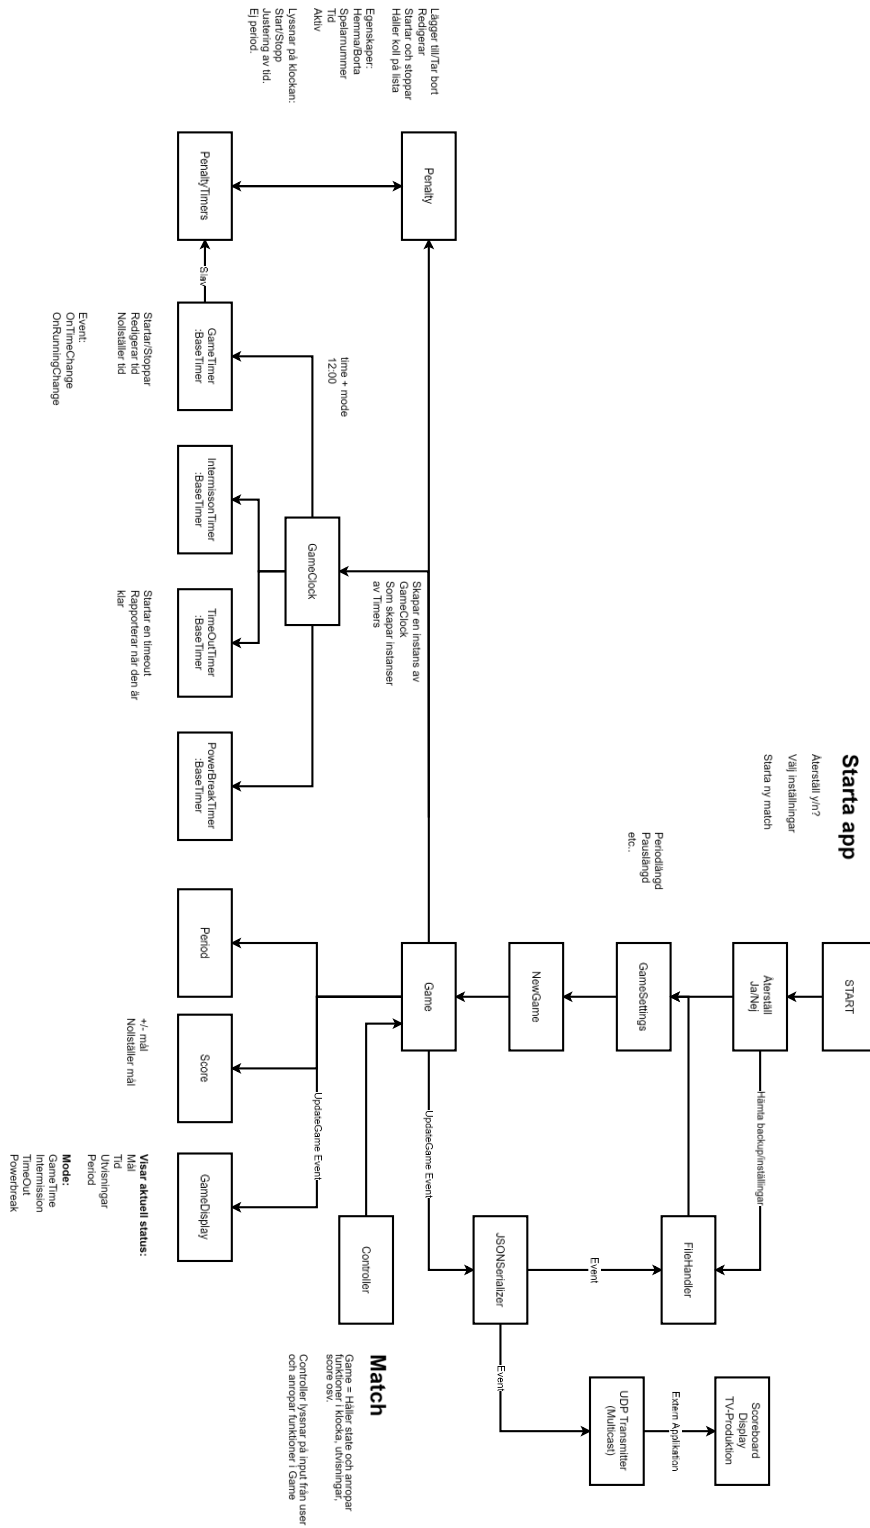 Starta app
Återställ y/n?
Välj inställningar
Starta ny match
START
Återställ
Ja/Nej
Hämta backup/inställingar
Periodlängd
Pauslängd
etc..
GameSettings
FileHandler
Scoreboard
Display
TV-Produktion
Extern Applikation
UDP Transmitter
(Multicast)
Event
NewGame
Event
JSONSerializer
UpdateGame Event
Game
Lägger till/Tar bort
Redigerar
Startar och stoppar
Håller koll på lista
Penalty
Skapar en instans av
GameClock
Som skapar instanser
av Timers
Controller
Match
Game = Håller state och anropar
funktioner i klocka, utvisningar,
score osv.
Controller lyssnar på input från user
och anropar funktioner i Game
Egenskaper:
Hemma/Borta
Tid
Spelarnummer
Aktiv
time + mode
12:00
GameClock
UpdateGame Event
Lyssnar på klockan:
Start/Stopp
Justering av tid.
Ej period.
PenaltyTimers
Slav
GameTimer
:BaseTimer
IntermissonTimer
:BaseTimer
TimeOutTimer
:BaseTimer
PowerBreakTimer
:BaseTimer
Period
Score
GameDisplay
Startar/Stoppar
Redigerar tid
Nollställer tid
Startar en timeout
Rapporterar när den är
klar
+/- mål
Nollställer mål
Visar aktuell status:
Mål
Tid
Utvisningar
Period
Event:
OnTimeChange
OnRunningChange
Mode:
GameTime
Intermission
TimeOut
Powerbreak